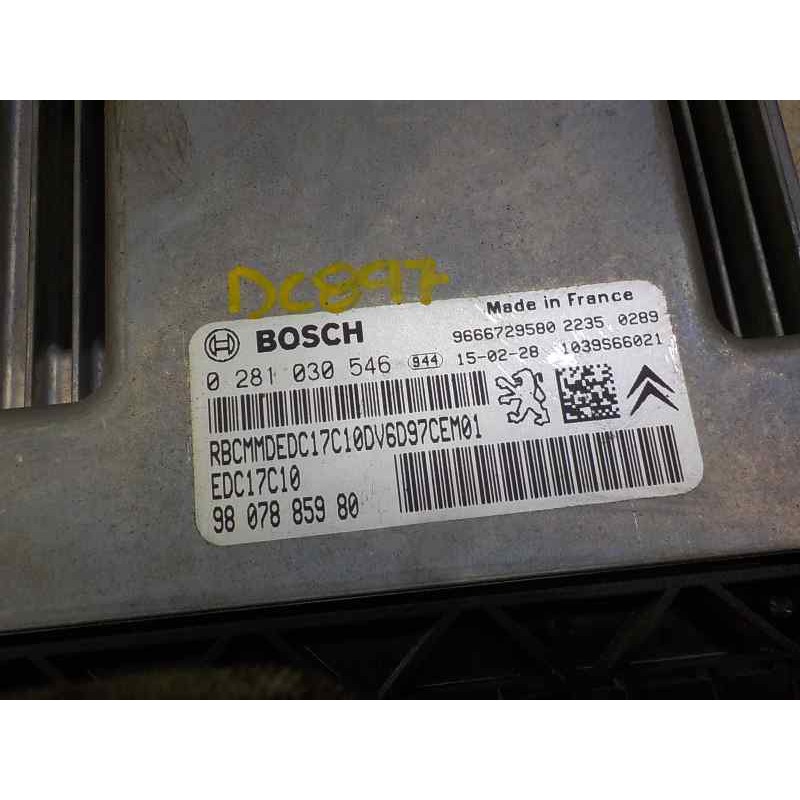 DC897
Made in France
BOSCH
9666729580 2235 0289
0 281 030 546 944 15-02-28 1039S66021
RBCMMDEDC17C10DV6D97CEM01
EDC17C10
98 078 859 80